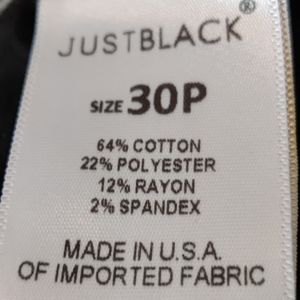 JUSTBLACK®
SIZE 30P
64% COTTON
22% POLYESTER
12% RAYON
2% SPANDEX
MADE IN U.S.A.
OF IMPORTED FABRIC